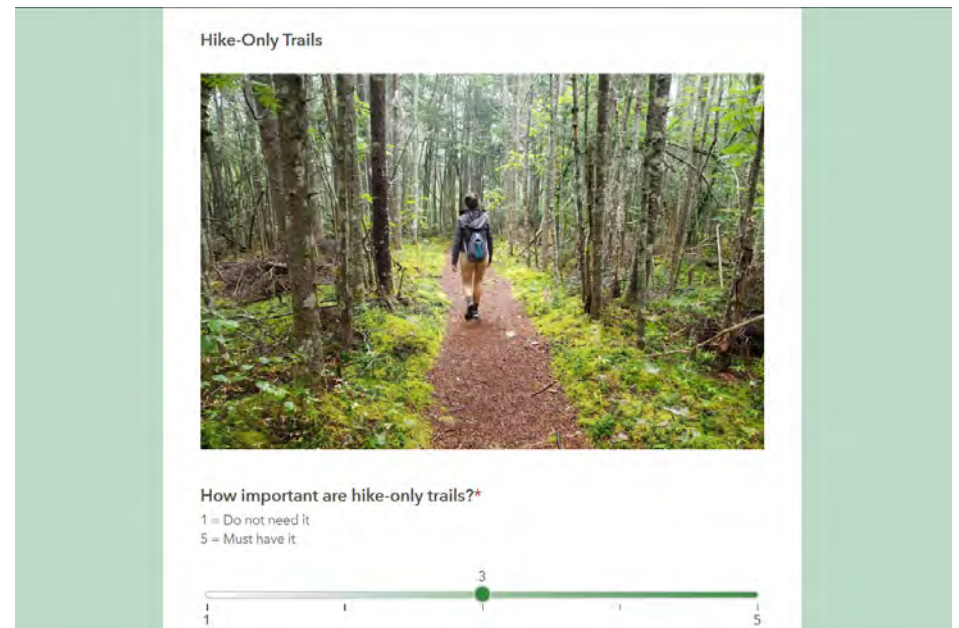 Hike-Only Trails
How important are hike-only trails?*
1 = Do not need it
5 = Must have it
3
1
5